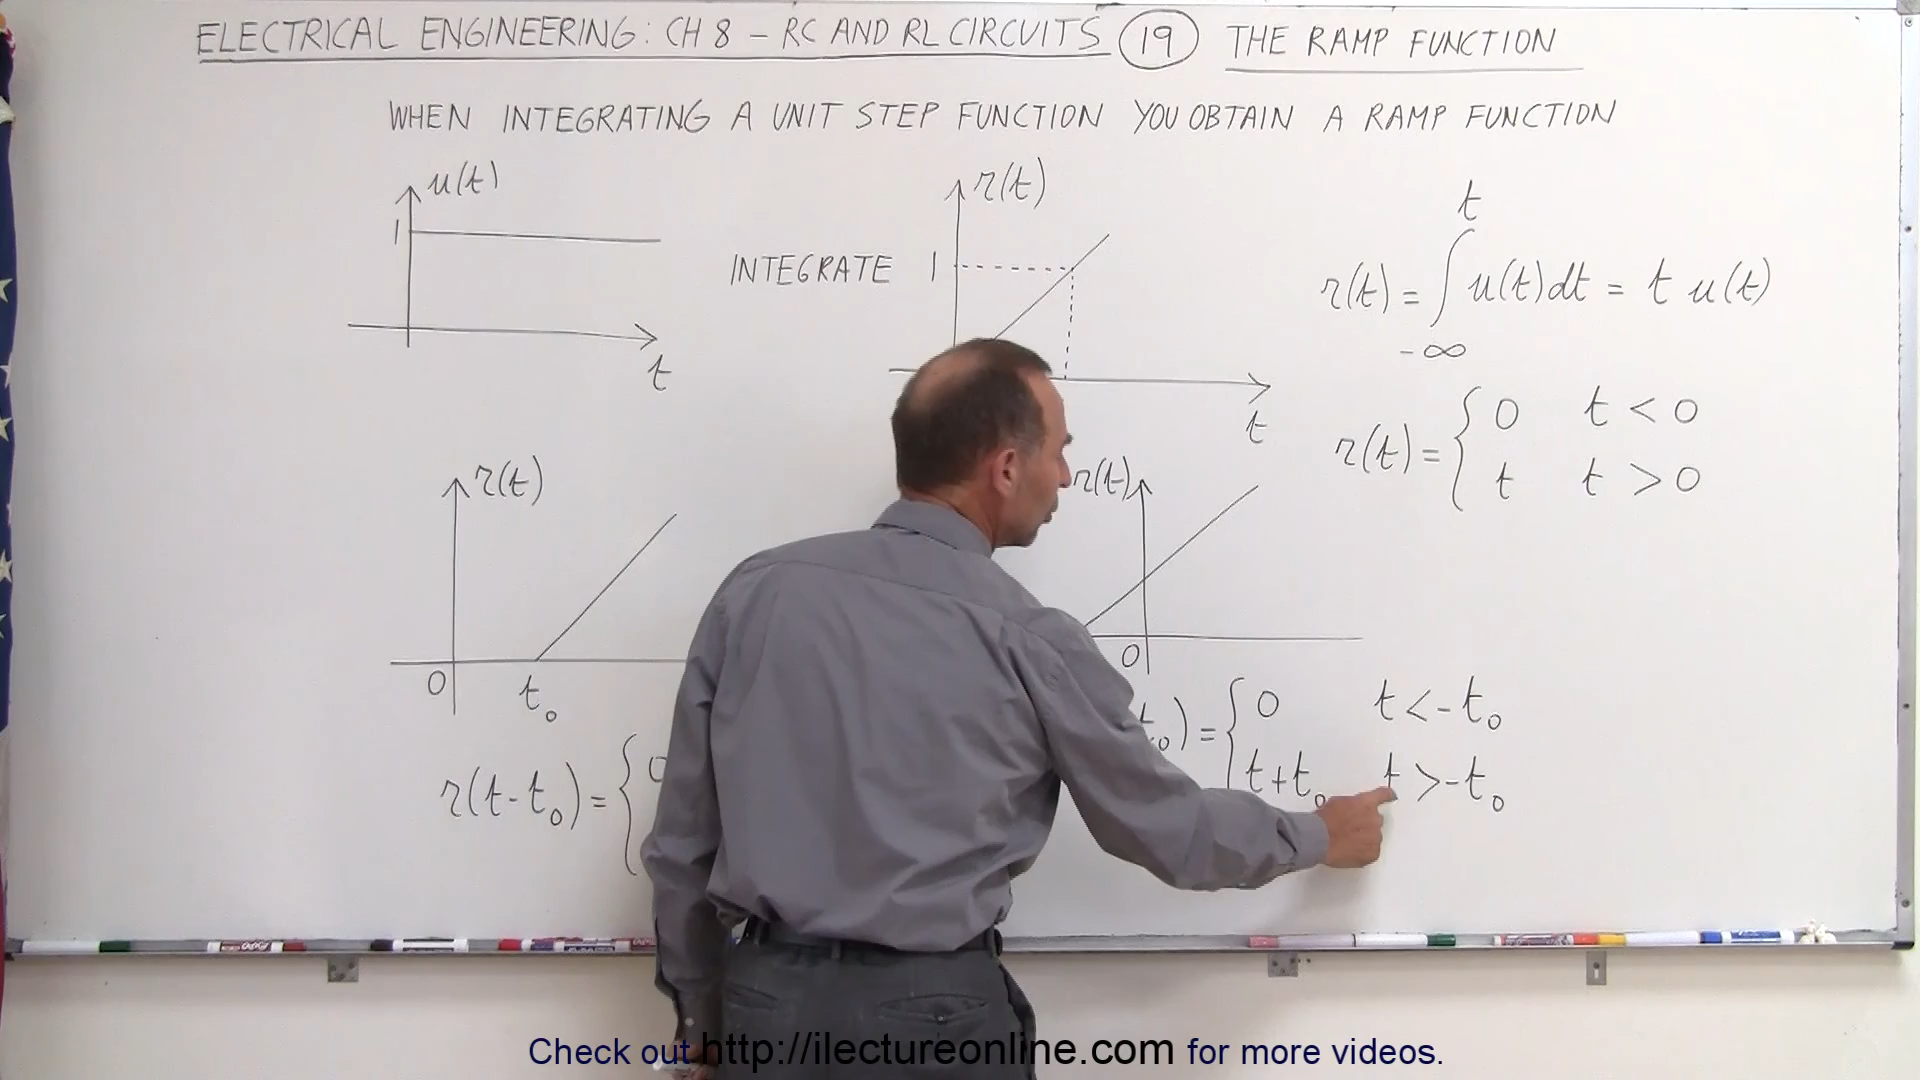 ELECTRICAL ENGINEERING: CH 8 – RC AND RL CIRCUITS 19 THE RAMP FUNCTION
WHEN INTEGRATING A UNIT STEP FUNCTION YOU OBTAIN A RAMP FUNCTION
u(t)
1
t
INTEGRATE
r(t)
1
t
r(t) = ∫_{-∞}^{t} u(t) dt = t u(t)
r(t) = { 0 t < 0
t t > 0
r(t)
0 t₀
r(t - t₀) = {
r(t)
0
₀) = { 0 t < -t₀
t + t₀ t > -t₀
Check out http://ilectureonline.com for more videos.